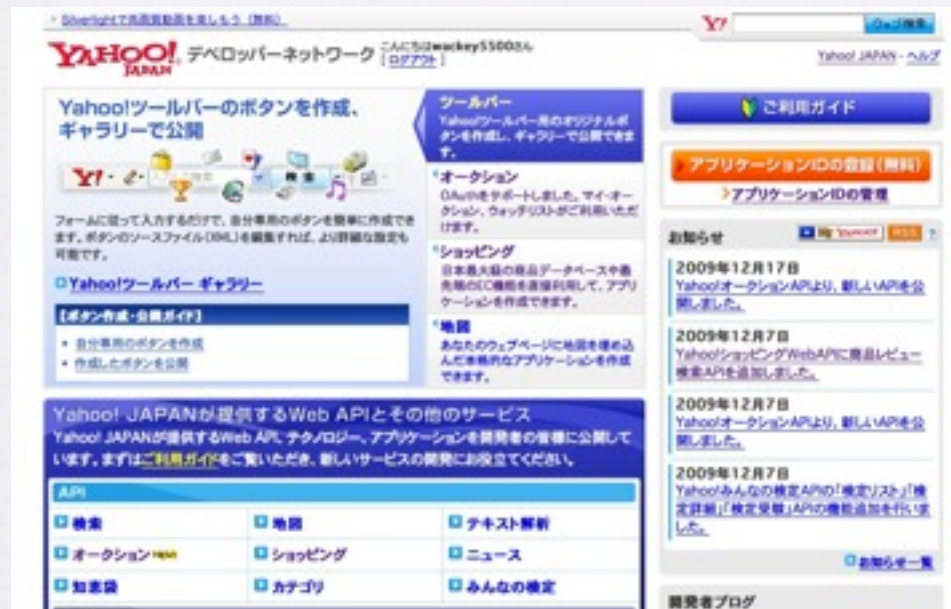 Silverlightで高画質動画を楽しもう（無料）
Y?
ウェブ検索
YAHOO! JAPAN デベロッパーネットワーク
こんにちはwackey5500さん
[ログアウト]
Yahoo! JAPAN - ヘルプ
Yahoo!ツールバーのボタンを作成、
ギャラリーで公開
Y!
検索
フォームに従って入力するだけで、自分専用のボタンを簡単に作成でき
ます。ボタンのソースファイル(XML)を編集すれば、より詳細な設定も
可能です。
Yahoo!ツールバー ギャラリー
【ボタン作成・公開ガイド】
自分専用のボタンを作成
作成したボタンを公開
ツールバー
Yahoo!ツールバー用のオリジナルボ
タンを作成し、ギャラリーで公開できま
す。
オークション
OAuthをサポートしました。マイ・オー
クション、ウォッチリストがご利用いただ
けます。
ショッピング
日本最大級の商品データベースや最
先端のEC機能を直接利用して、アプリ
ケーションを作成できます。
地図
あなたのウェブページに地図を埋め込
んだ本格的なアプリケーションを作成
できます。
Yahoo! JAPANが提供するWeb APIとその他のサービス
Yahoo! JAPANが提供するWeb API、テクノロジー、アプリケーションを開発者の皆様に公開して
います。まずはご利用ガイドをご覧いただき、新しいサービスの開発にお役立てください。
API
検索
地図
テキスト解析
オークション NEW
ショッピング
ニュース
知恵袋
カテゴリ
みんなの検定
ご利用ガイド
アプリケーションIDの登録（無料）
アプリケーションIDの管理
お知らせ
My YAHOO!
RSS
?
2009年12月17日
Yahoo!オークションAPIより、新しいAPIを公
開しました。
2009年12月7日
Yahoo!ショッピングWebAPIに商品レビュー
検索APIを追加しました。
2009年12月7日
Yahoo!オークションAPIより、新しいAPIを公
開しました。
2009年12月7日
Yahoo!みんなの検定APIの「検定リスト」「検
定詳細」「検定受験」APIの機能追加を行いま
した。
お知らせ一覧
開発者ブログ